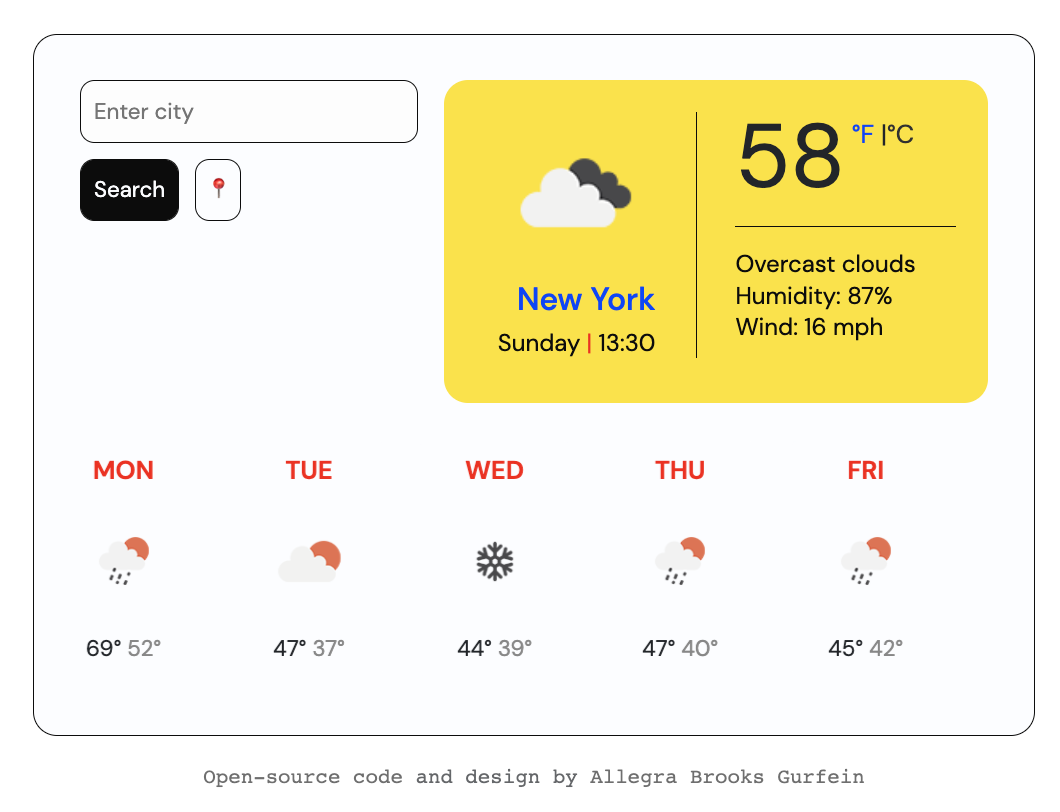 Enter city
Search
58 °F |°C
Overcast clouds
Humidity: 87%
Wind: 16 mph
New York
Sunday | 13:30
MON TUE WED THU FRI
69° 52° 47° 37° 44° 39° 47° 40° 45° 42°
Open-source code and design by Allegra Brooks Gurfein